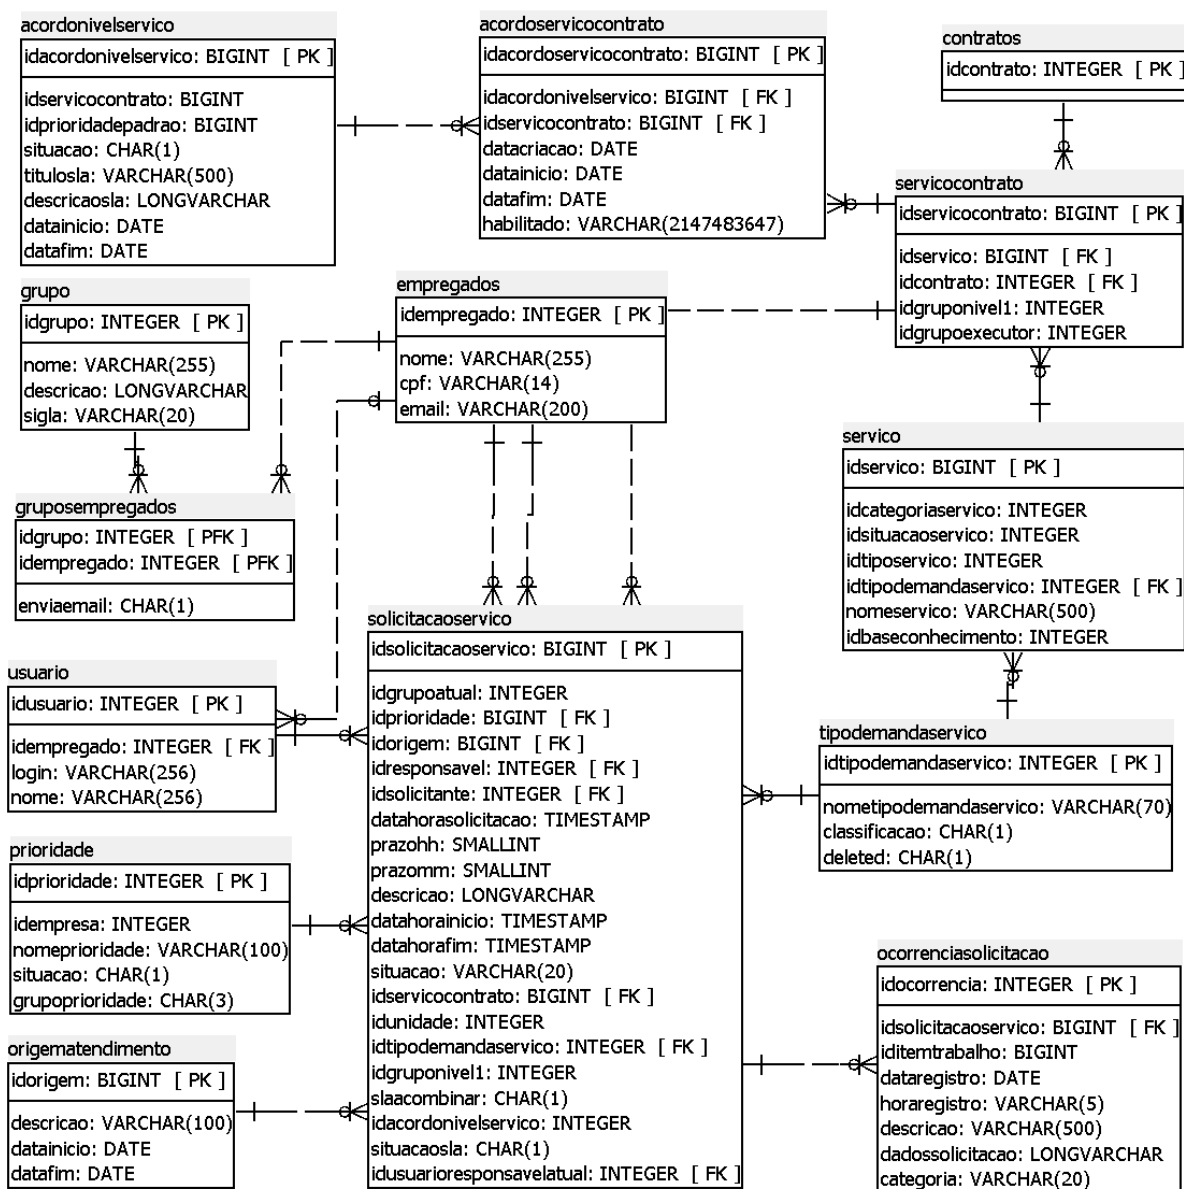 acordonivelservico
idacordonivelservico: BIGINT [ PK ]
idservicocontrato: BIGINT
idprioridadepadrao: BIGINT
situacao: CHAR(1)
titulosla: VARCHAR(500)
descricaosla: LONGVARCHAR
datainicio: DATE
datafim: DATE
acordoservicocontrato
idacordoservicocontrato: BIGINT [ PK ]
idacordonivelservico: BIGINT [ FK ]
idservicocontrato: BIGINT [ FK ]
datacriacao: DATE
datainicio: DATE
datafim: DATE
habilitado: VARCHAR(2147483647)
contratos
idcontrato: INTEGER [ PK ]
servicocontrato
idservicocontrato: BIGINT [ PK ]
idservico: BIGINT [ FK ]
idcontrato: INTEGER [ FK ]
idgruponivel1: INTEGER
idgrupoexecutor: INTEGER
grupo
idgrupo: INTEGER [ PK ]
nome: VARCHAR(255)
descricao: LONGVARCHAR
sigla: VARCHAR(20)
empregados
idempregado: INTEGER [ PK ]
nome: VARCHAR(255)
cpf: VARCHAR(14)
email: VARCHAR(200)
servico
idservico: BIGINT [ PK ]
idcategoriaservico: INTEGER
idsituacaoservico: INTEGER
idtiposervico: INTEGER
idtipodemandaservico: INTEGER [ FK ]
nomeservico: VARCHAR(500)
idbaseconhecimento: INTEGER
gruposempregados
idgrupo: INTEGER [ PFK ]
idempregado: INTEGER [ PFK ]
enviaemail: CHAR(1)
usuario
idusuario: INTEGER [ PK ]
idempregado: INTEGER [ FK ]
login: VARCHAR(256)
nome: VARCHAR(256)
solicitacaoservico
idsolicitacaoservico: BIGINT [ PK ]
idgrupoatual: INTEGER
idprioridade: BIGINT [ FK ]
idorigem: BIGINT [ FK ]
idresponsavel: INTEGER [ FK ]
idsolicitante: INTEGER [ FK ]
datahorasolicitacao: TIMESTAMP
prazohh: SMALLINT
prazomm: SMALLINT
descricao: LONGVARCHAR
datahorainicio: TIMESTAMP
datahorafim: TIMESTAMP
situacao: VARCHAR(20)
idservicocontrato: BIGINT [ FK ]
idunidade: INTEGER
idtipodemandaservico: INTEGER [ FK ]
idgruponivel1: INTEGER
slaacombinar: CHAR(1)
idacordonivelservico: INTEGER
situacaosla: CHAR(1)
idusuarioresponsavelatual: INTEGER [ FK ]
tipodemandaservico
idtipodemandaservico: INTEGER [ PK ]
nometipodemandaservico: VARCHAR(70)
classificacao: CHAR(1)
deleted: CHAR(1)
prioridade
idprioridade: INTEGER [ PK ]
idempresa: INTEGER
nomeprioridade: VARCHAR(100)
situacao: CHAR(1)
grupoprioridade: CHAR(3)
origematendimento
idorigem: BIGINT [ PK ]
descricao: VARCHAR(100)
datainicio: DATE
datafim: DATE
ocorrenciasolicitacao
idocorrencia: INTEGER [ PK ]
idsolicitacaoservico: BIGINT [ FK ]
iditemtrabalho: BIGINT
dataregistro: DATE
horaregistro: VARCHAR(5)
descricao: VARCHAR(500)
dadossolicitacao: LONGVARCHAR
categoria: VARCHAR(20)